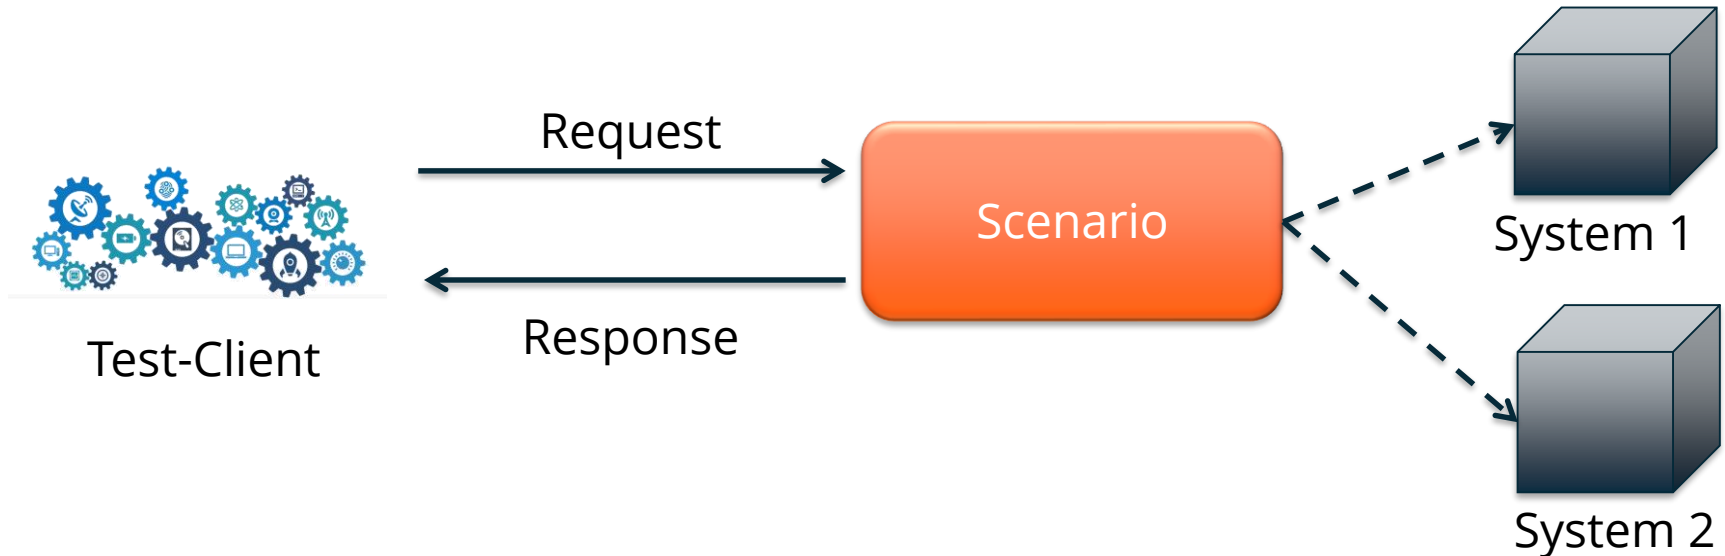 Request
Scenario
System 1
Response
Test-Client
System 2